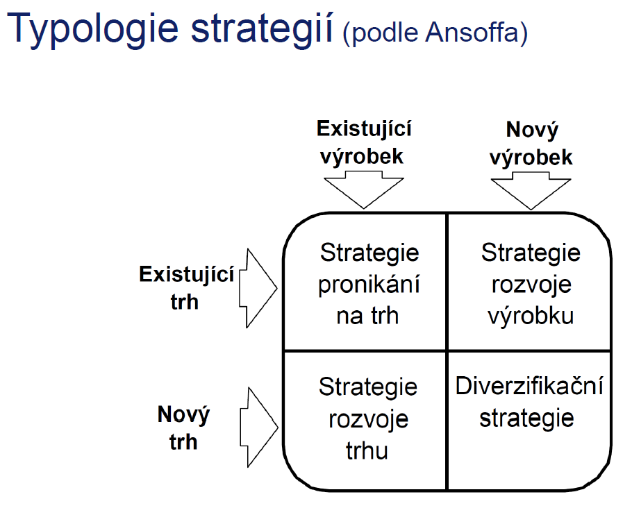 Typologie strategií (podle Ansoffa)
Existující
výrobek
Nový
výrobek
Existující
trh
Strategie
pronikání
na trh
Strategie
rozvoje
výrobku
Nový
trh
Strategie
rozvoje
trhu
Diverzifikační
strategie